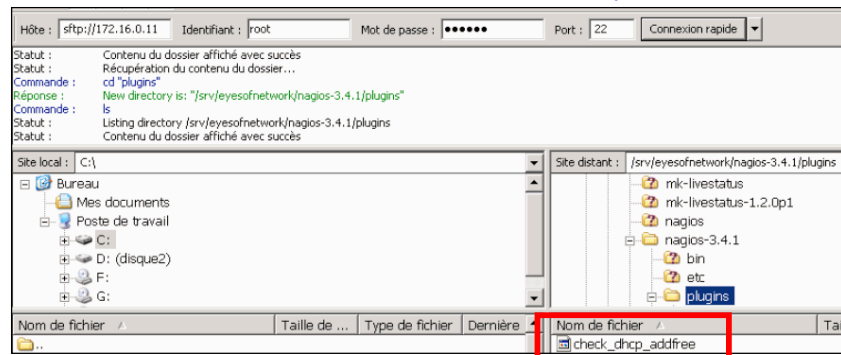 Hôte : sftp://172.16.0.11 Identifiant : root Mot de passe : •••••• Port : 22 Connexion rapide
Statut : Contenu du dossier affiché avec succès
Statut : Récupération du contenu du dossier...
Commande : cd "plugins"
Réponse : New directory is: "/srv/eyesofnetwork/nagios-3.4.1/plugins"
Commande : ls
Statut : Listing directory /srv/eyesofnetwork/nagios-3.4.1/plugins
Statut : Contenu du dossier affiché avec succès
Site local : C:\
Bureau
Mes documents
Poste de travail
C:
D: (disque2)
F:
G:
Nom de fichier Taille de ... Type de fichier Dernière
..
Site distant : /srv/eyesofnetwork/nagios-3.4.1/plugins
mk-livestatus
mk-livestatus-1.2.0p1
nagios
nagios-3.4.1
bin
etc
plugins
Nom de fichier Tai
check_dhcp_addfree